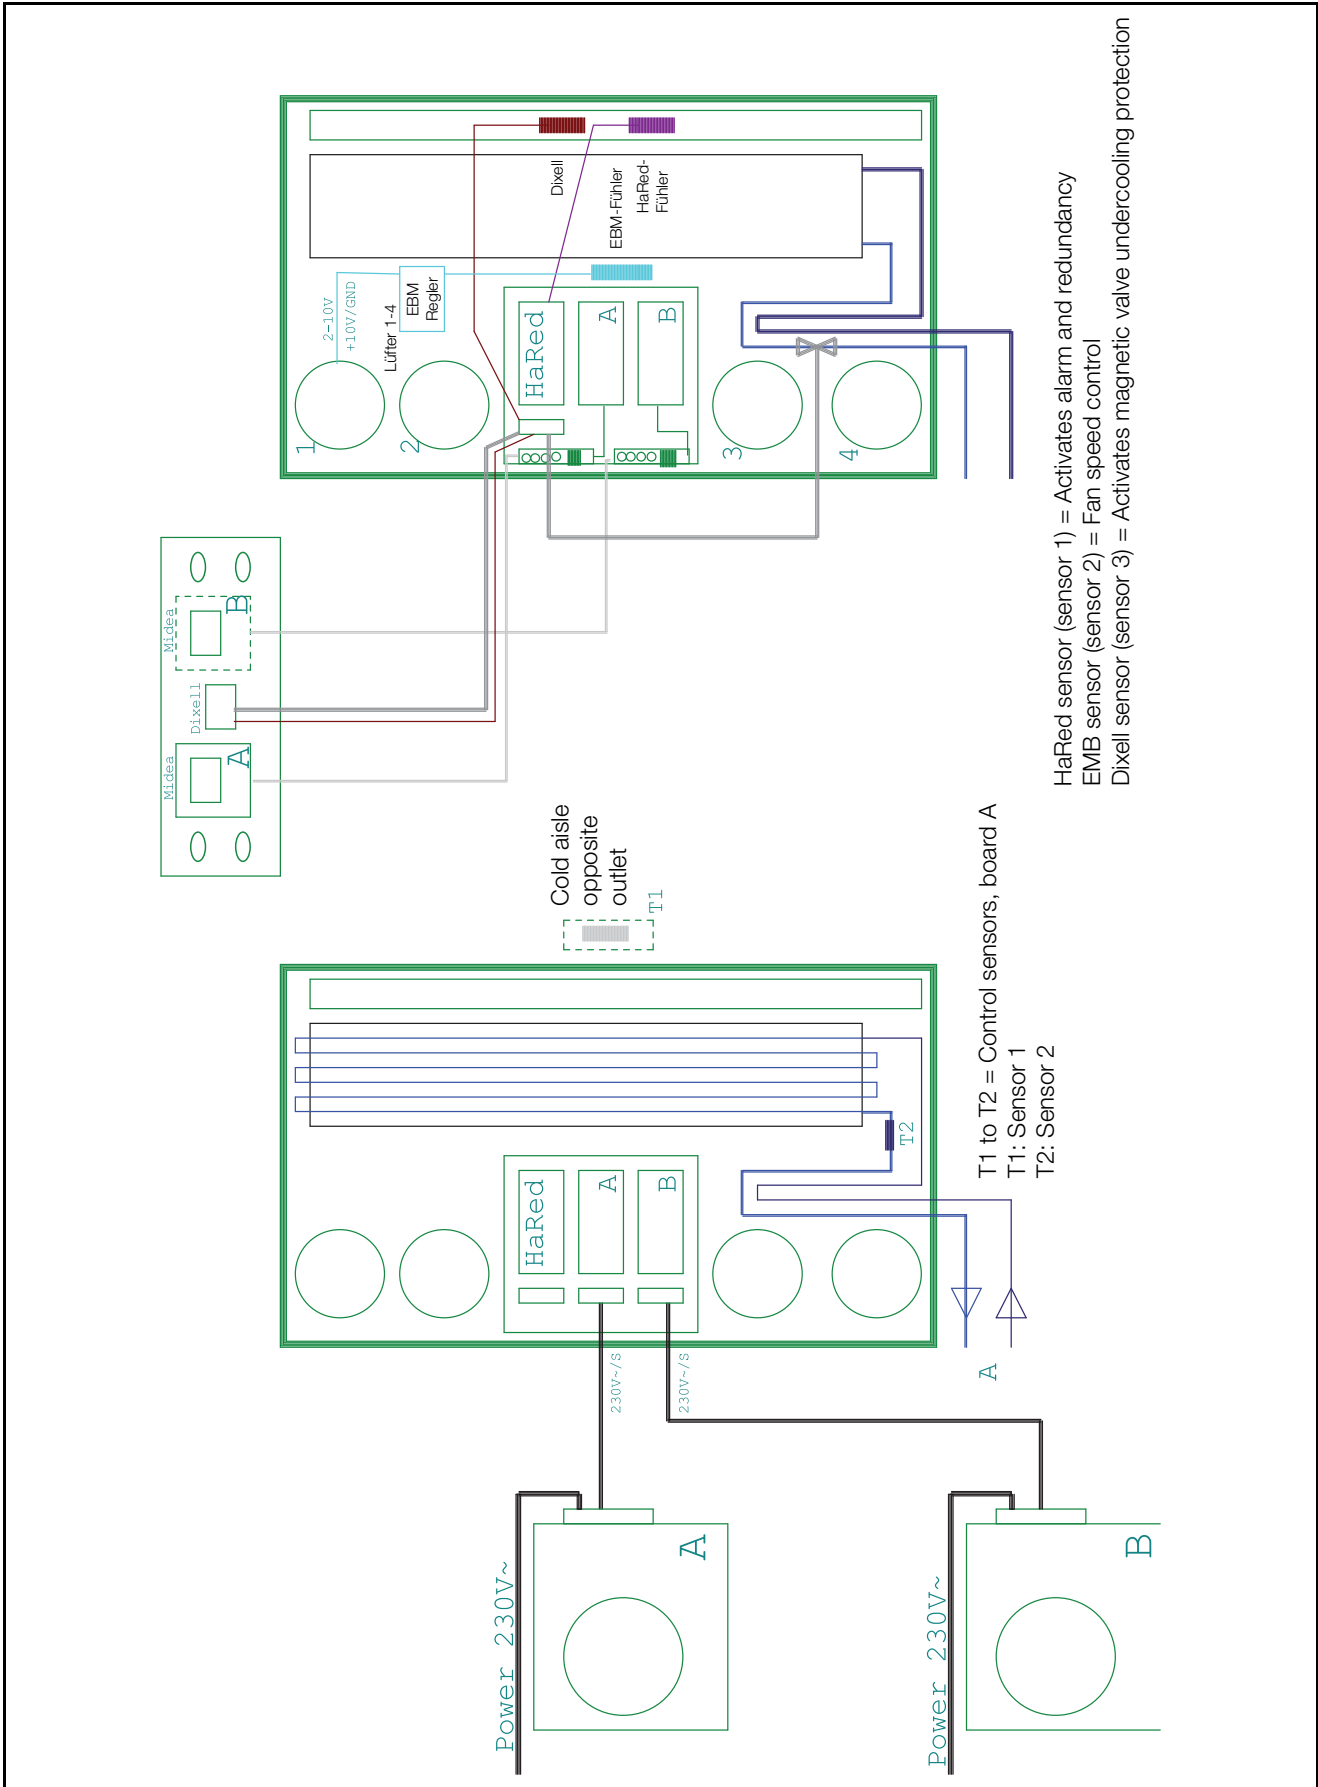 Power 230V~
A
Power 230V~
B
230V~/S
230V~/S
A
HaRed
A
B
T2
T1 to T2 = Control sensors, board A
T1: Sensor 1
T2: Sensor 2
Cold aisle
opposite
outlet
T1
Midea
A
Dixell
Midea
B
1
2
3
4
2-10V
+10V/GND
Lüfter 1-4
EBM
Regler
HaRed
A
B
Dixell
EBM-Fühler
HaRed-
Fühler
HaRed sensor (sensor 1) = Activates alarm and redundancy
EMB sensor (sensor 2) = Fan speed control
Dixell sensor (sensor 3) = Activates magnetic valve undercooling protection